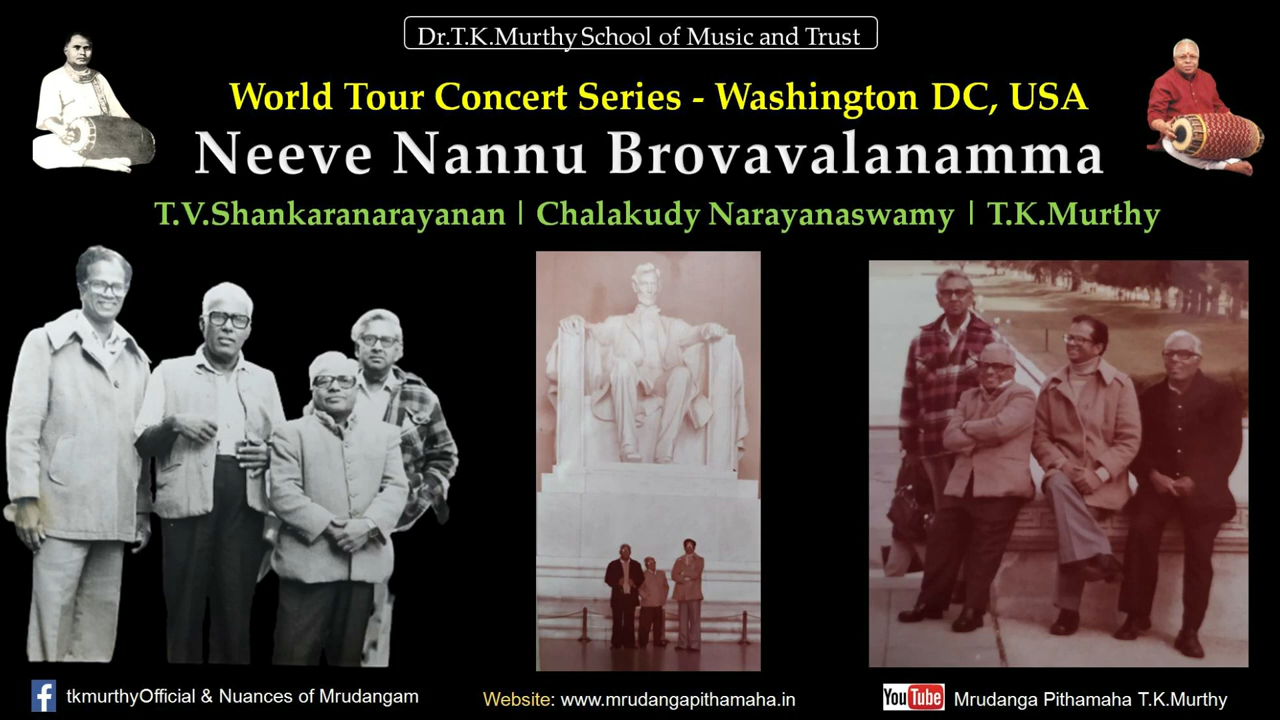 Dr.T.K.Murthy School of Music and Trust
World Tour Concert Series - Washington DC, USA
Neeve Nannu Brovavalanamma
T.V.Shankaranarayanan | Chalakudy Narayanaswamy | T.K.Murthy
tkmurthyOfficial & Nuances of Mrudangam
Website: www.mrudangapithamaha.in
YouTube Mrudanga Pithamaha T.K.Murthy